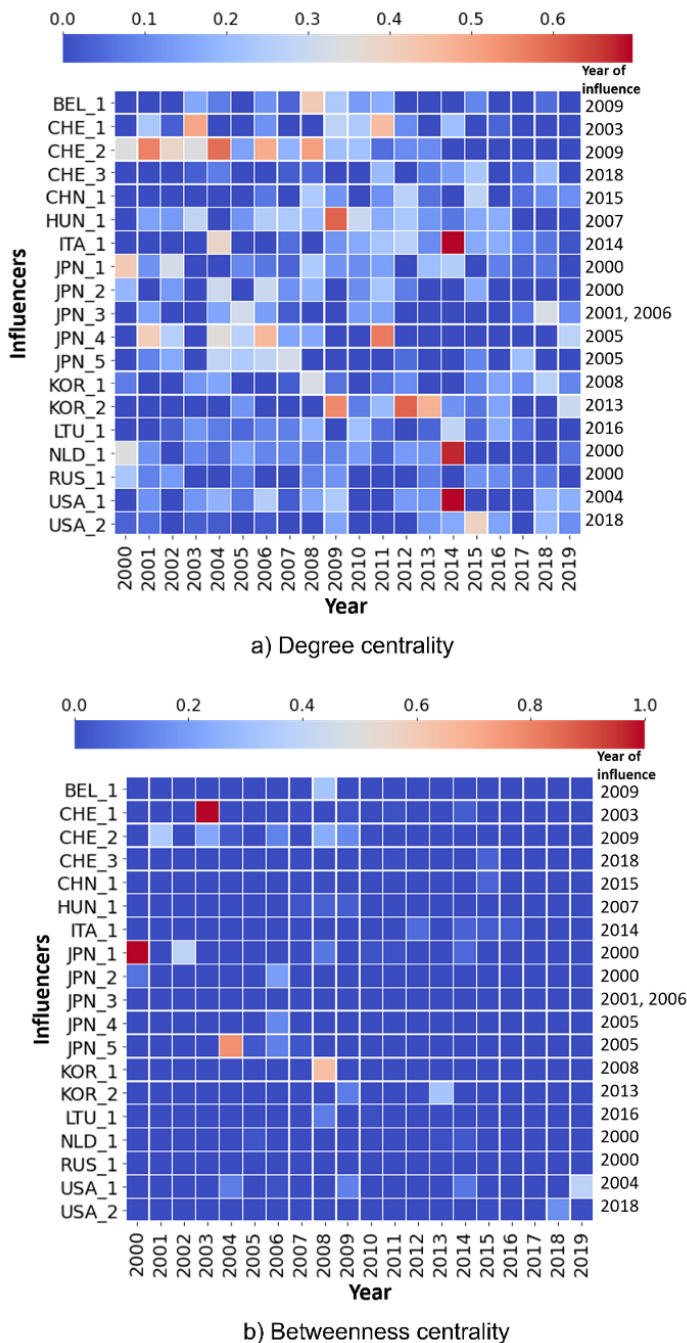 0.0 0.2 0.4 0.6
Year of
influence
BEL_1 2009
CHE_1 2003
CHE_2 2009
CHE_3 2018
CHN_1 2015
HUN_1 2007
ITA_1 2014
JPN_1 2000
JPN_2 2000
JPN_3 2001, 2006
JPN_4 2005
JPN_5 2005
KOR_1 2008
KOR_2 2013
LTU_1 2016
NLD_1 2000
RUS_1 2000
USA_1 2004
USA_2 2018
Influencers
2000 2001 2002 2003 2004 2005 2006 2007 2008 2009 2010 2011 2012 2013 2014 2015 2016 2017 2018 2019
Year
a) Degree centrality
0.0 0.2 0.4 0.6 0.8 1.0
Year of
influence
BEL_1 2009
CHE_1 2003
CHE_2 2009
CHE_3 2018
CHN_1 2015
HUN_1 2007
ITA_1 2014
JPN_1 2000
JPN_2 2000
JPN_3 2001, 2006
JPN_4 2005
JPN_5 2005
KOR_1 2008
KOR_2 2013
LTU_1 2016
NLD_1 2000
RUS_1 2000
USA_1 2004
USA_2 2018
Influencers
2000 2001 2002 2003 2004 2005 2006 2007 2008 2009 2010 2011 2012 2013 2014 2015 2016 2017 2018 2019
Year
b) Betweenness centrality